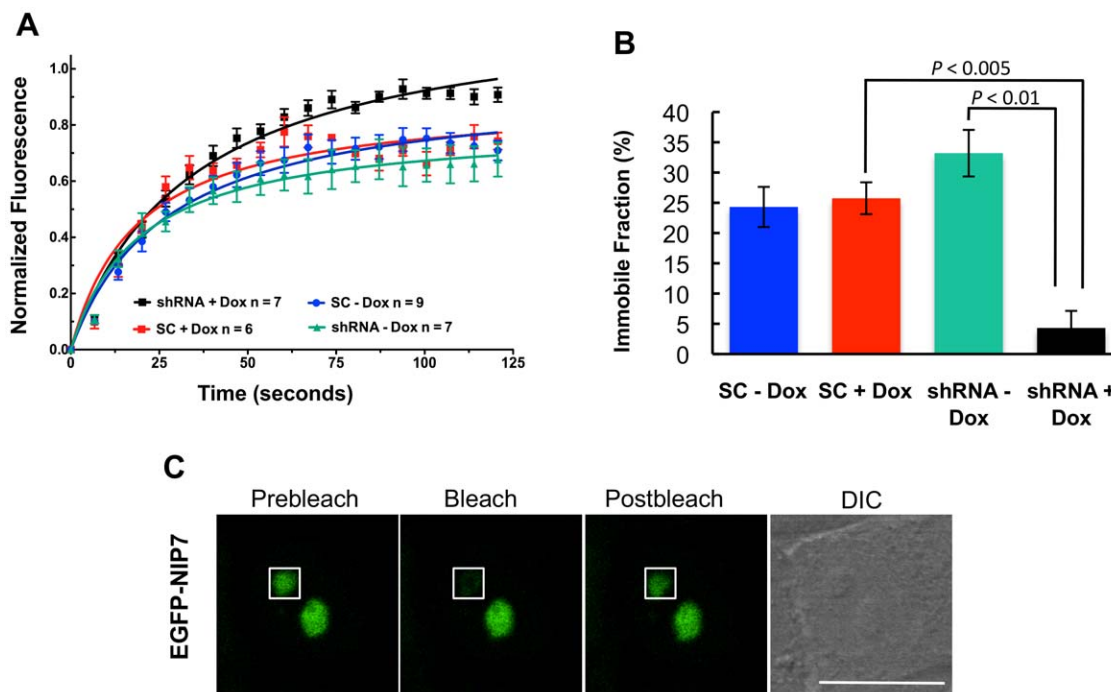 A
Normalized Fluorescence
1.0
0.8
0.6
0.4
0.2
0.0
shRNA + Dox n = 7
SC - Dox n = 9
SC + Dox n = 6
shRNA - Dox n = 7
0
25
50
75
100
125
Time (seconds)
B
P < 0.005
P < 0.01
Immobile Fraction (%)
40
35
30
25
20
15
10
5
0
SC - Dox
SC + Dox
shRNA - Dox
shRNA + Dox
C
Prebleach
Bleach
Postbleach
DIC
EGFP-NIP7